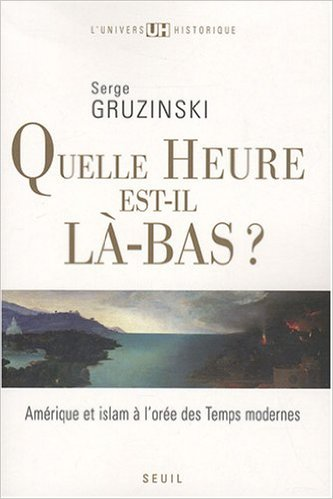 L'UNIVERS UH HISTORIQUE
Serge
GRUZINSKI
QUELLE HEURE
EST-IL
LÀ-BAS ?
Amérique et islam à l'orée des Temps modernes
SEUIL